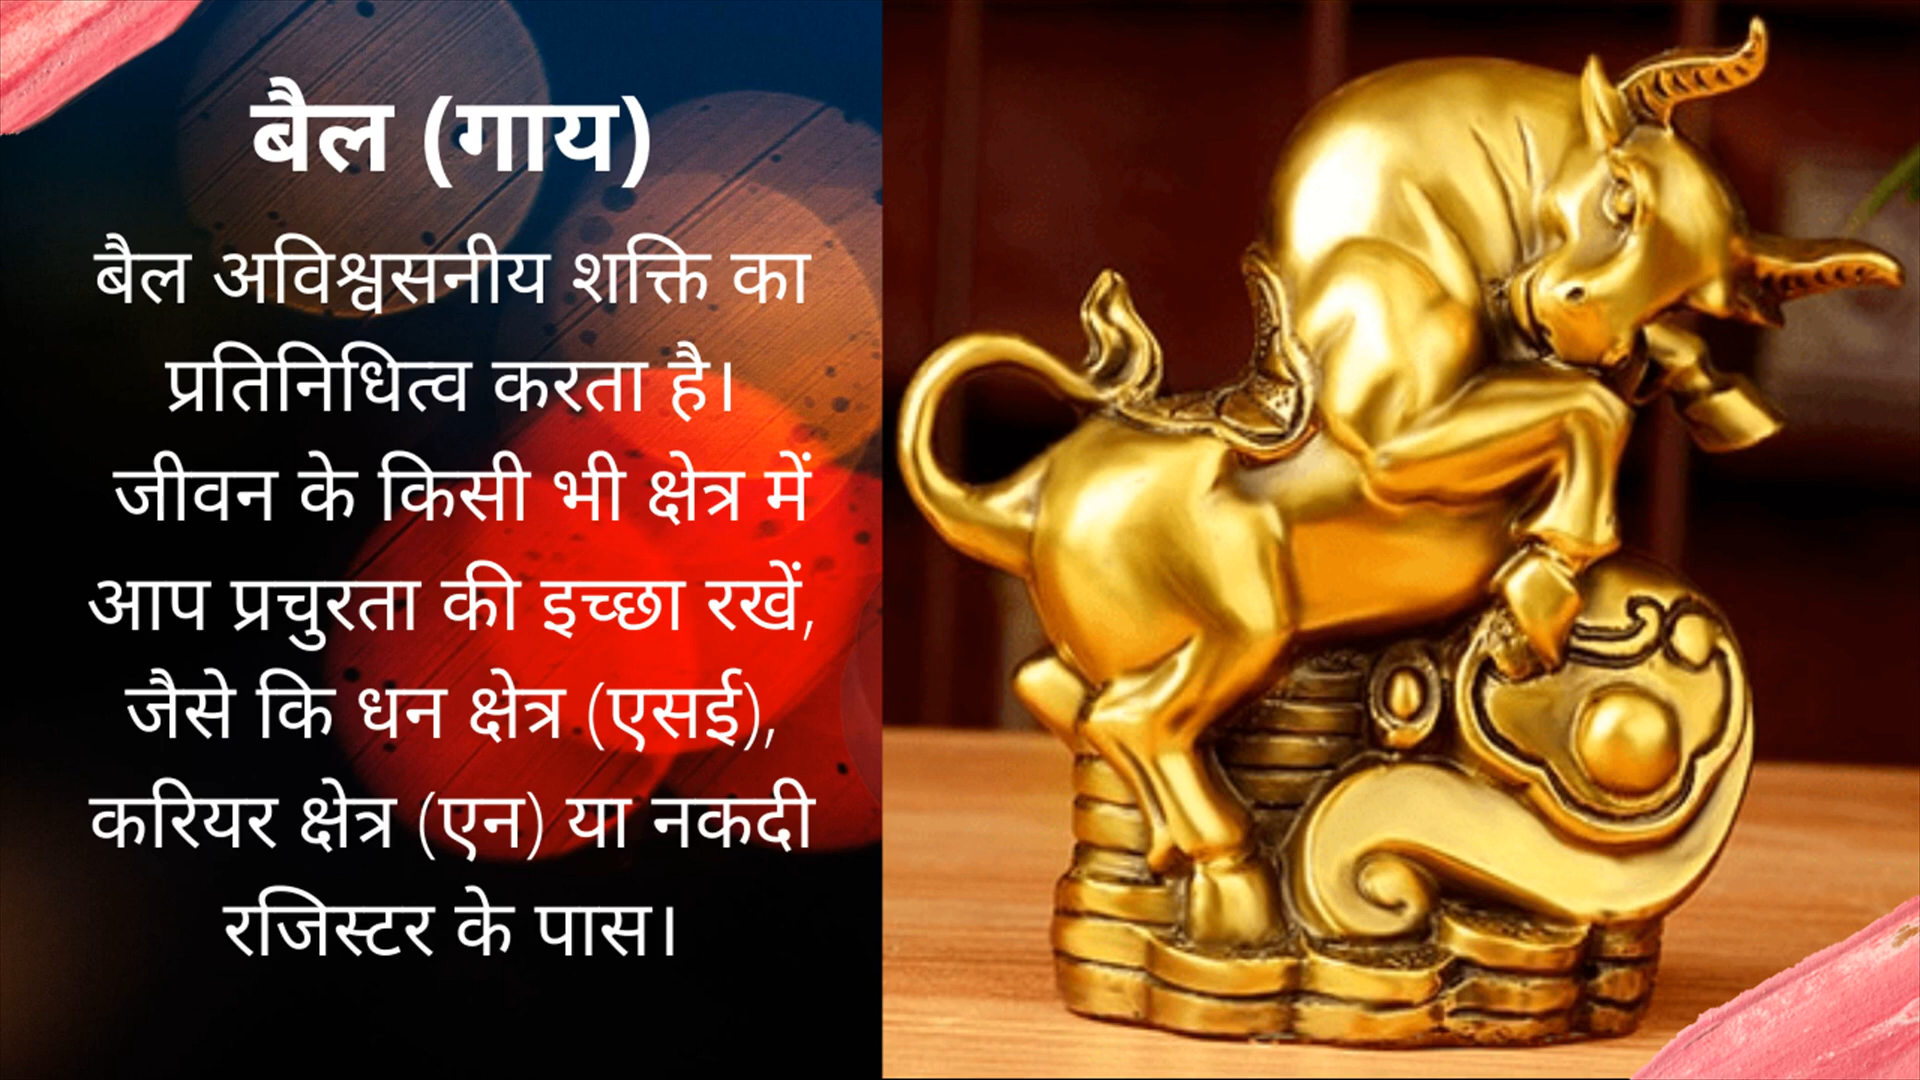 बैल (गाय)
बैल अविश्वसनीय शक्ति का
प्रतिनिधित्व करता है।
जीवन के किसी भी क्षेत्र में
आप प्रचुरता की इच्छा रखें,
जैसे कि धन क्षेत्र (एसई),
करियर क्षेत्र (एन) या नकदी
रजिस्टर के पास।